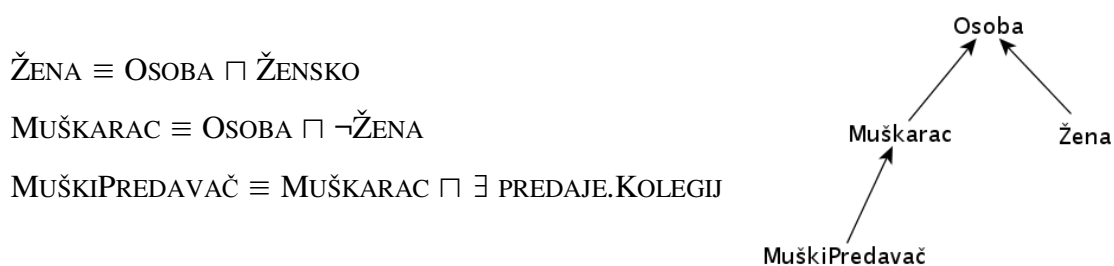 Osoba
ŽENA ≡ OSOBA ⊓ ŽENSKO
MUŠKARAC ≡ OSOBA ⊓ ¬ŽENA
Muškarac
Žena
MUŠKIPREDAVAČ ≡ MUŠKARAC ⊓ ∃ PREDAJE.KOLEGIJ
MuškiPredavač